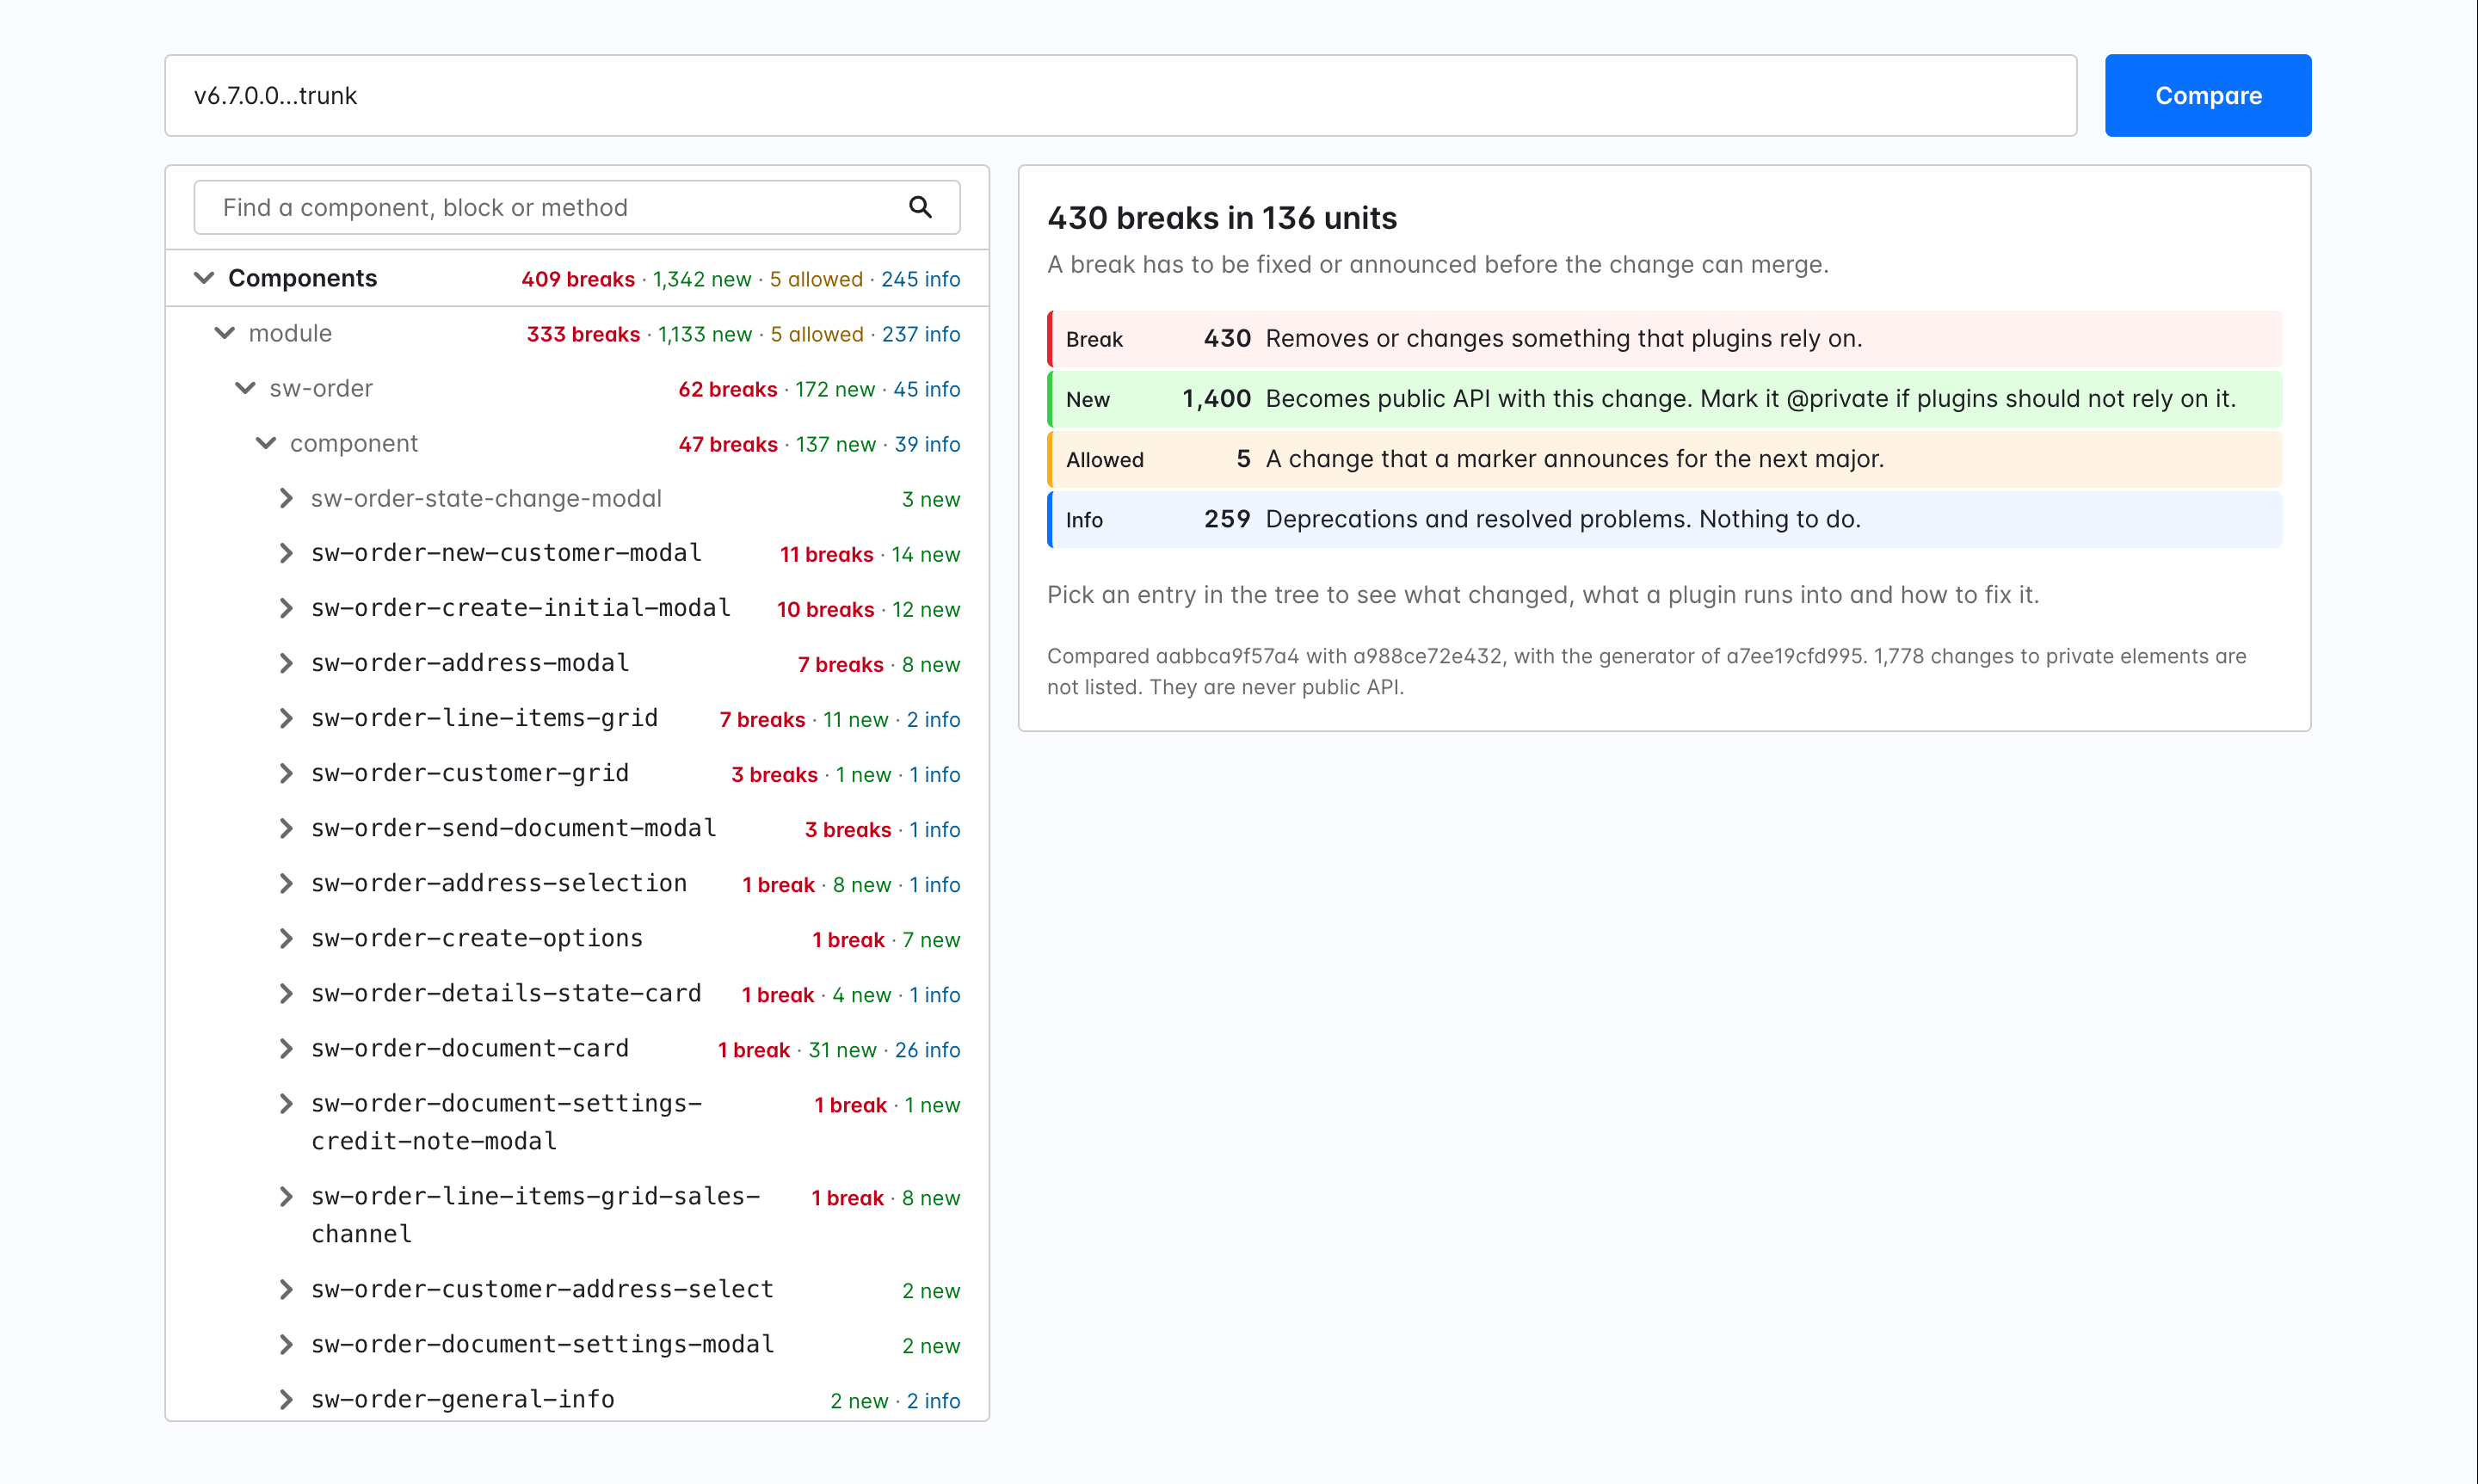 v6.7.0.0...trunk
Compare
Find a component, block or method
Components 409 breaks · 1,342 new · 5 allowed · 245 info
module 333 breaks · 1,133 new · 5 allowed · 237 info
sw-order 62 breaks · 172 new · 45 info
component 47 breaks · 137 new · 39 info
sw-order-state-change-modal 3 new
sw-order-new-customer-modal 11 breaks · 14 new
sw-order-create-initial-modal 10 breaks · 12 new
sw-order-address-modal 7 breaks · 8 new
sw-order-line-items-grid 7 breaks · 11 new · 2 info
sw-order-customer-grid 3 breaks · 1 new · 1 info
sw-order-send-document-modal 3 breaks · 1 info
sw-order-address-selection 1 break · 8 new · 1 info
sw-order-create-options 1 break · 7 new
sw-order-details-state-card 1 break · 4 new · 1 info
sw-order-document-card 1 break · 31 new · 26 info
sw-order-document-settings- 1 break · 1 new
credit-note-modal
sw-order-line-items-grid-sales- 1 break · 8 new
channel
sw-order-customer-address-select 2 new
sw-order-document-settings-modal 2 new
sw-order-general-info 2 new · 2 info
430 breaks in 136 units
A break has to be fixed or announced before the change can merge.
Break 430 Removes or changes something that plugins rely on.
New 1,400 Becomes public API with this change. Mark it @private if plugins should not rely on it.
Allowed 5 A change that a marker announces for the next major.
Info 259 Deprecations and resolved problems. Nothing to do.
Pick an entry in the tree to see what changed, what a plugin runs into and how to fix it.
Compared aabbca9f57a4 with a988ce72e432, with the generator of a7ee19cfd995. 1,778 changes to private elements are
not listed. They are never public API.